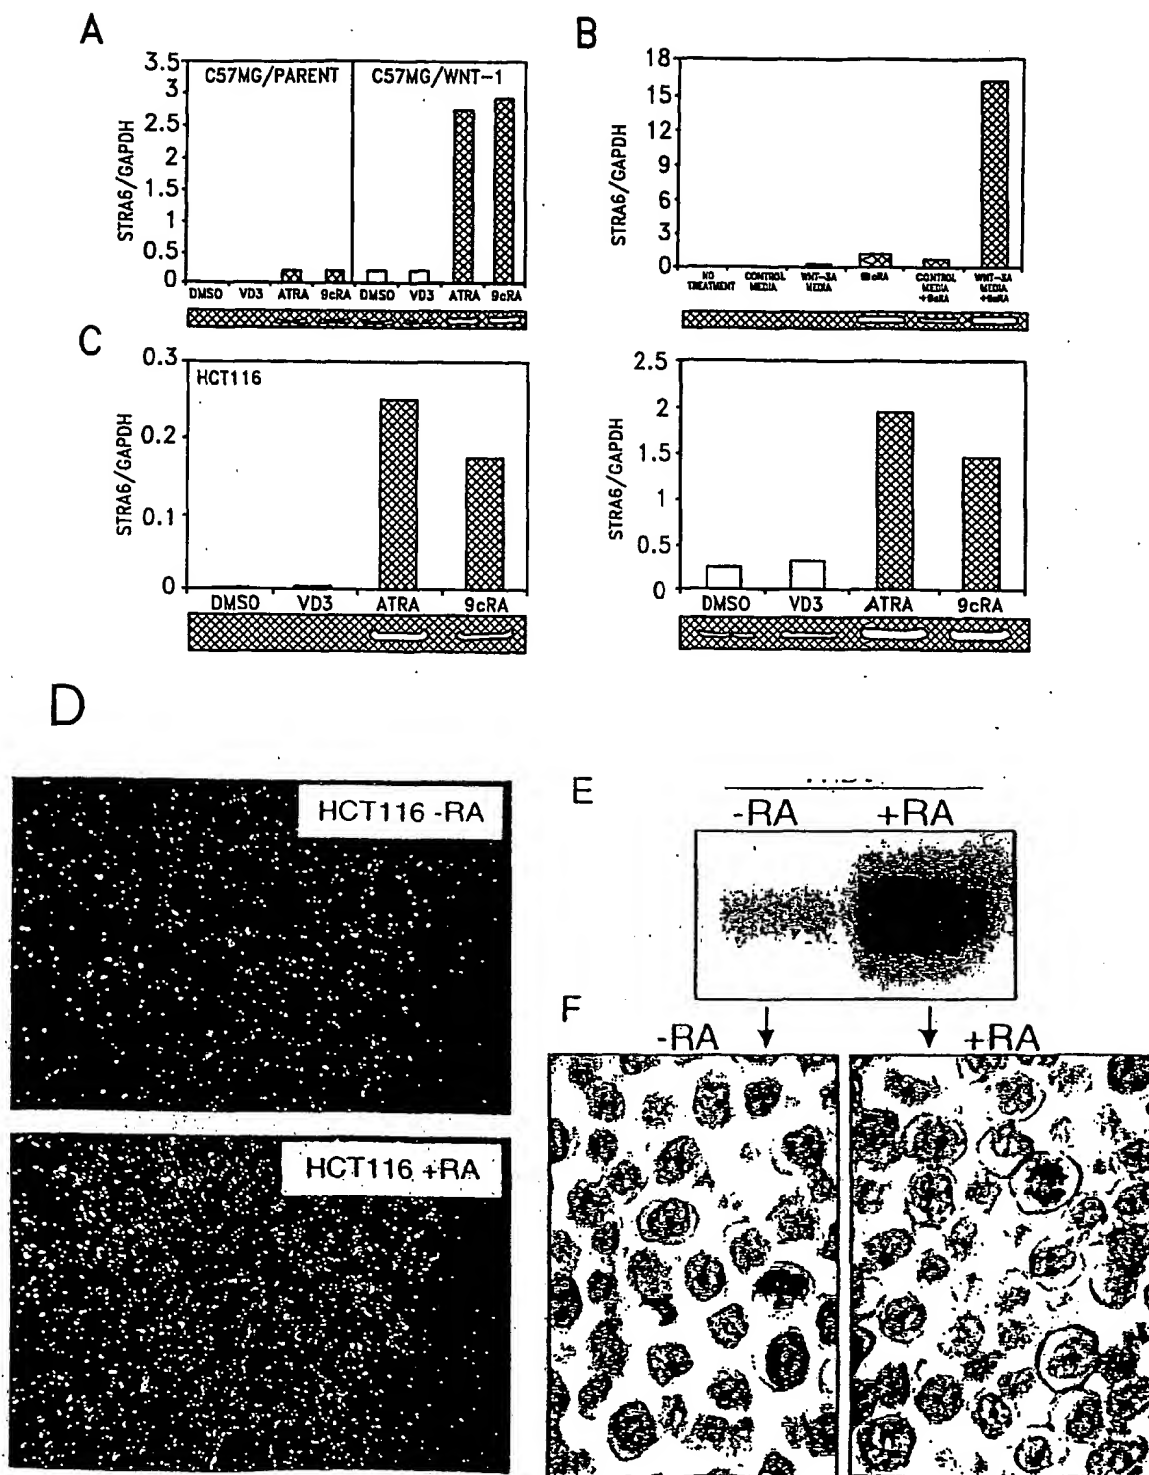 A
STRA6/GAPDH
3.5
3
2.5
2
1.5
1
0.5
0
C57MG/PARENT
C57MG/WNT-1
DMSO VD3 ATRA 9cRA DMSO VD3 ATRA 9cRA
B
STRA6/GAPDH
18
15
12
9
6
3
0
NO TREATMENT
CONTROL MEDIA
WNT-3A MEDIA
9cRA
CONTROL MEDIA +9cRA
WNT-3A MEDIA +9cRA
C
STRA6/GAPDH
0.3
0.2
0.1
0
HCT116
DMSO VD3 ATRA 9cRA
STRA6/GAPDH
2.5
2
1.5
1
0.5
0
DMSO VD3 ATRA 9cRA
D
HCT116 -RA
HCT116 +RA
E
-RA +RA
F
-RA +RA